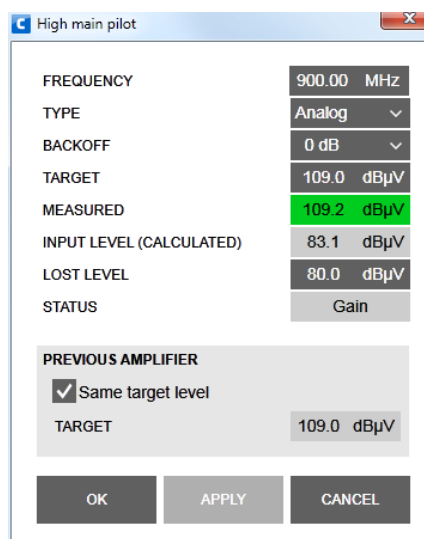 C High main pilot
FREQUENCY 900.00 MHz
TYPE Analog
BACKOFF 0 dB
TARGET 109.0 dBµV
MEASURED 109.2 dBµV
INPUT LEVEL (CALCULATED) 83.1 dBµV
LOST LEVEL 80.0 dBµV
STATUS Gain
PREVIOUS AMPLIFIER
Same target level
TARGET 109.0 dBµV
OK APPLY CANCEL